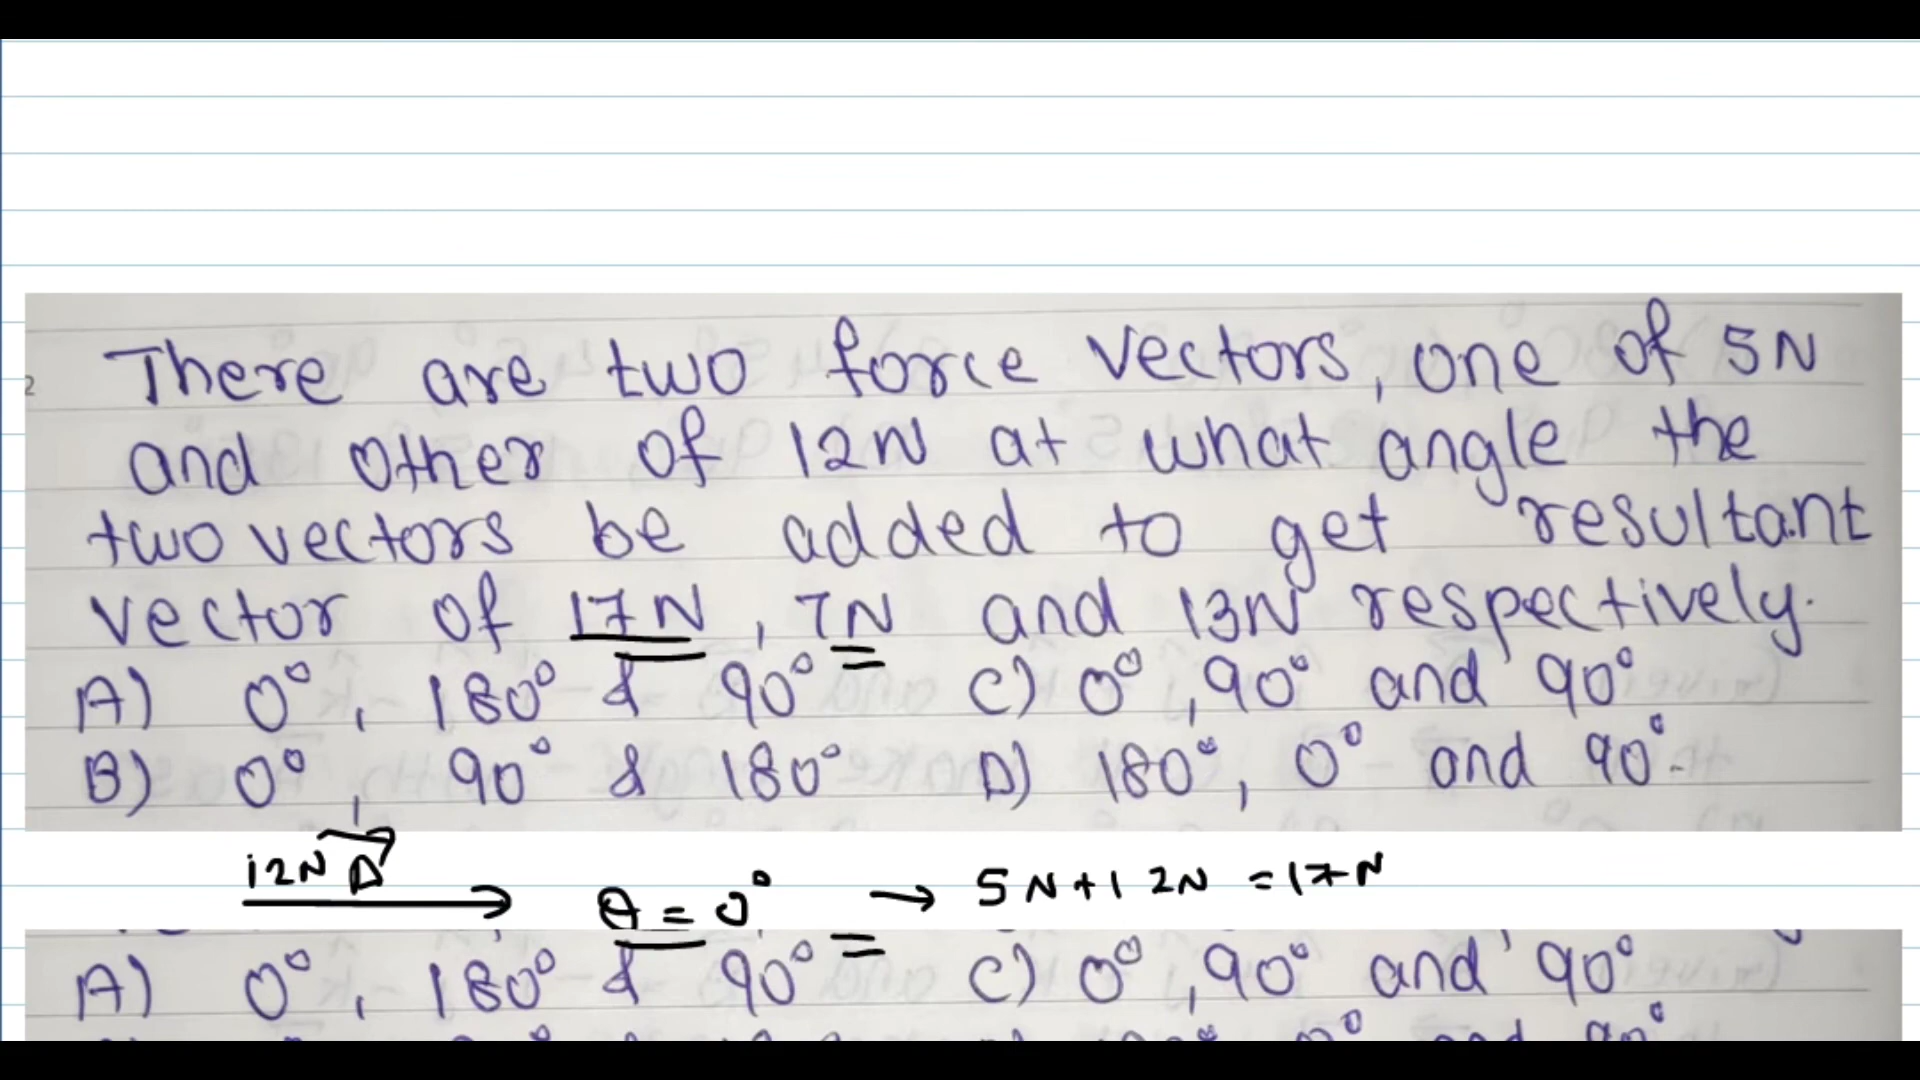 2
There are two force vectors, one of 5N
and other of 12N at what angle the
two vectors be added to get resultant
vector of 17N, 7N and 13N respectively.
A) 0°, 180° & 90° C) 0°, 90° and 90°
B) 0°, 90° & 180° D) 180°, 0° and 90°.
12N A
θ = 0° → 5N+12N = 17N
A) 0°, 180° & 90° C) 0°, 90° and 90°